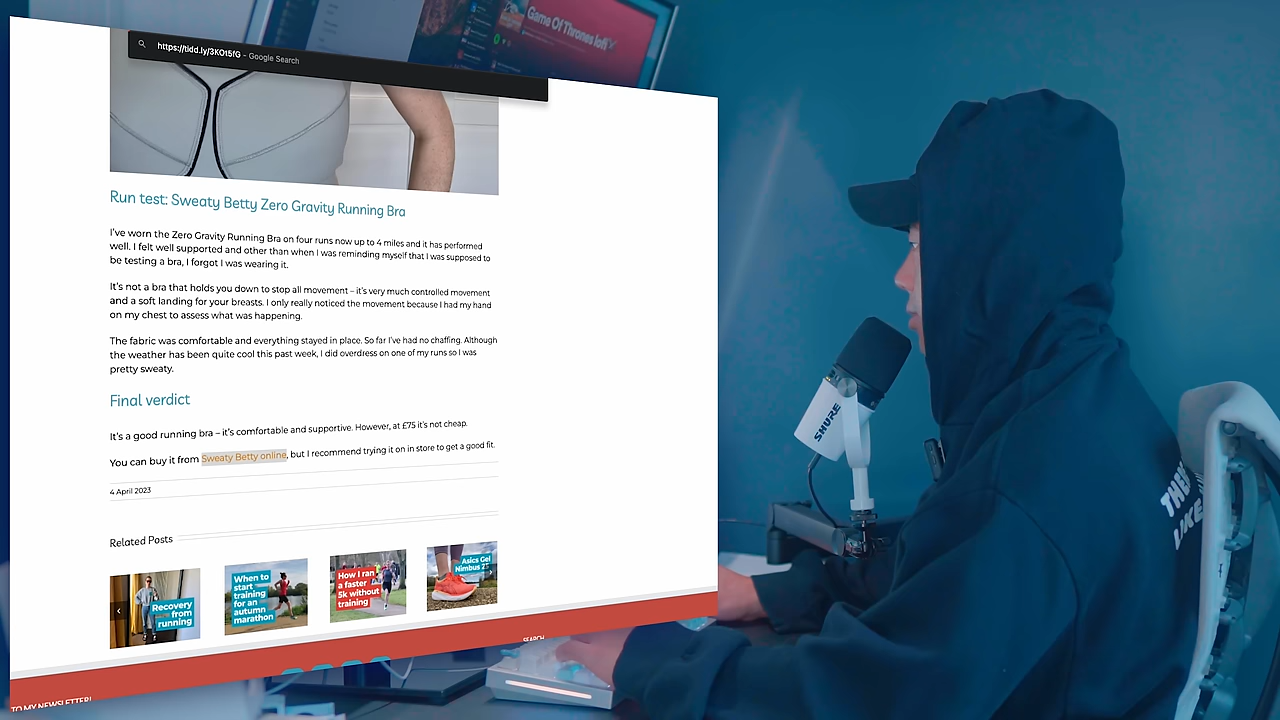 https://tidd.ly/3KOt5fG - Google Search
Game Of Thrones lofi
Run test: Sweaty Betty Zero Gravity Running Bra
I've worn the Zero Gravity Running Bra on four runs now up to 4 miles and it has performed
well. I felt well supported and other than when I was reminding myself that I was supposed to
be testing a bra, I forgot I was wearing it.
It's not a bra that holds you down to stop all movement – it's very much controlled movement
and a soft landing for your breasts. I only really noticed the movement because I had my hand
on my chest to assess what was happening.
The fabric was comfortable and everything stayed in place. So far I've had no chaffing. Although
the weather has been quite cool this past week, I did overdress on one of my runs so I was
pretty sweaty.
Final verdict
It's a good running bra – it's comfortable and supportive. However, at £75 it's not cheap.
You can buy it from Sweaty Betty online, but I recommend trying it on in store to get a good fit.
4 April 2023
Related Posts
Recovery
from
running
When to
start
training
for an
autumn
marathon
How I ran
a faster
5k without
training
Asics Gel
Nimbus 25
SEARCH
TO MY NEWSLETTER!
SHURE
THEY
LIKE